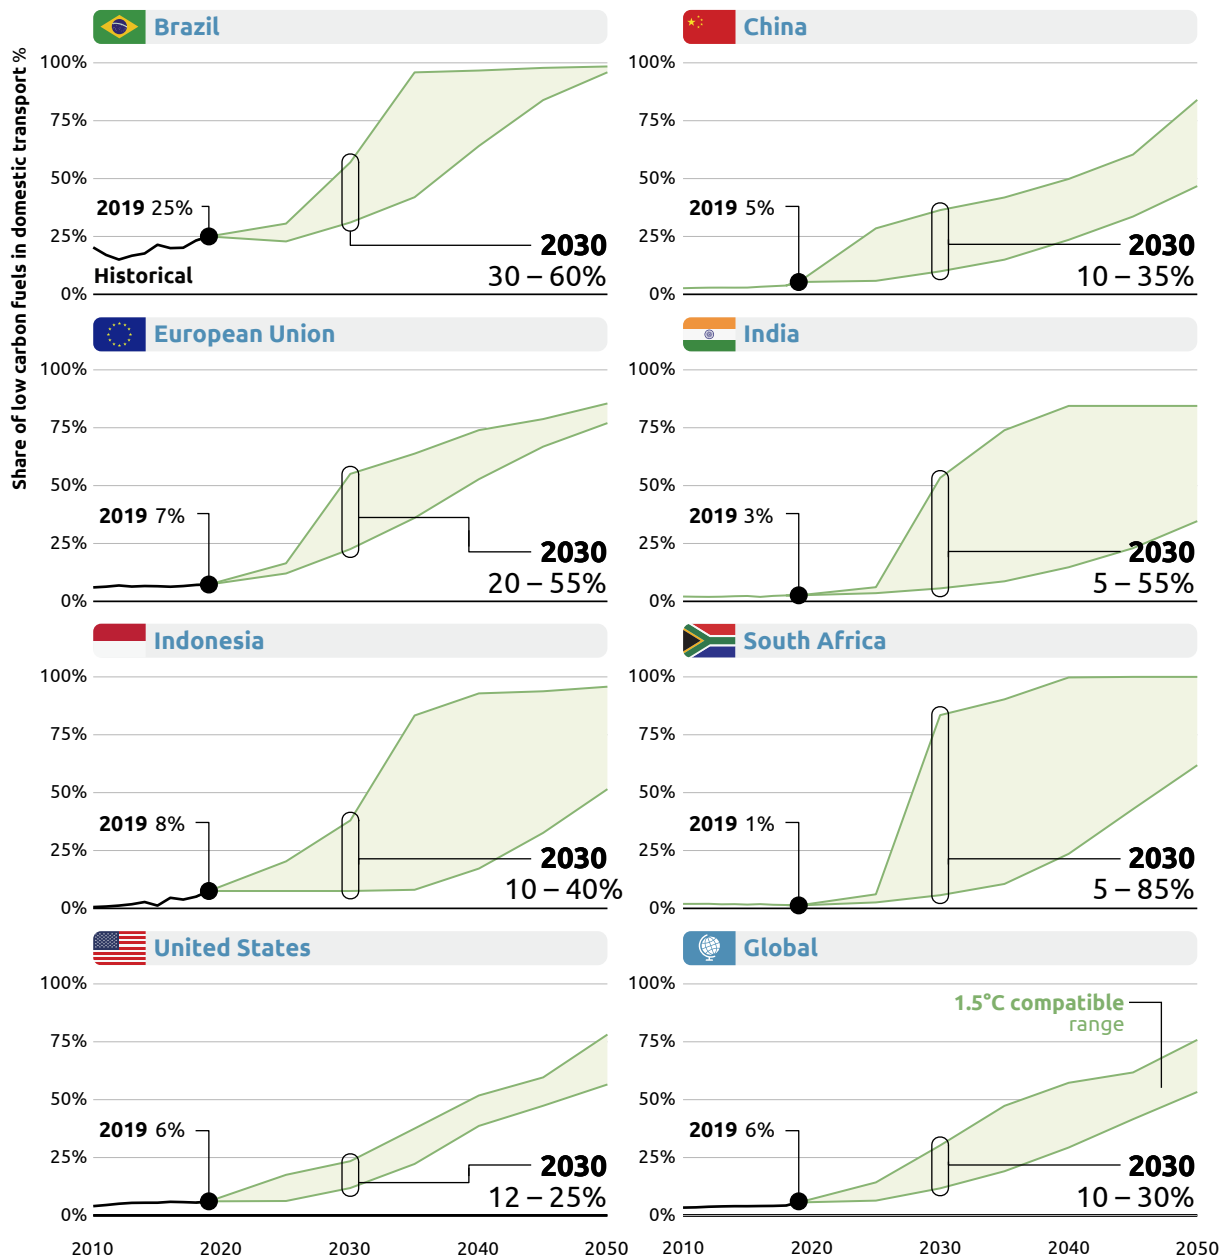 Share of low carbon fuels in domestic transport %
Brazil
100%
75%
50%
25%
0%
2019 25%
Historical
2030
30 – 60%
China
100%
75%
50%
25%
0%
2019 5%
2030
10 – 35%
European Union
100%
75%
50%
25%
0%
2019 7%
2030
20 – 55%
India
100%
75%
50%
25%
0%
2019 3%
2030
5 – 55%
Indonesia
100%
75%
50%
25%
0%
2019 8%
2030
10 – 40%
South Africa
100%
75%
50%
25%
0%
2019 1%
2030
5 – 85%
United States
100%
75%
50%
25%
0%
2019 6%
2030
12 – 25%
2010 2020 2030 2040 2050
Global
100%
75%
50%
25%
0%
1.5°C compatible
range
2019 6%
2030
10 – 30%
2010 2020 2030 2040 2050